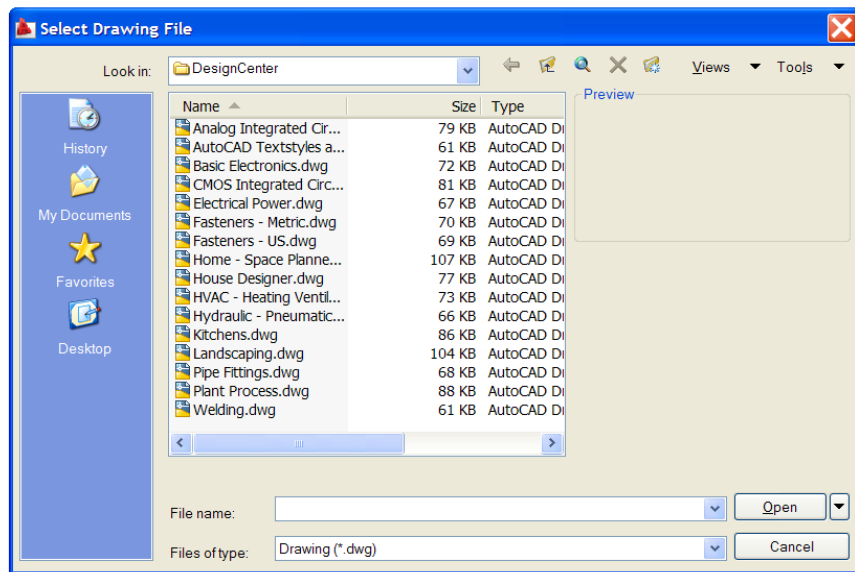 Select Drawing File
Look in: DesignCenter Views Tools
Name Size Type
Preview
Analog Integrated Cir... 79 KB AutoCAD Dr
AutoCAD Textstyles a... 61 KB AutoCAD Dr
Basic Electronics.dwg 72 KB AutoCAD Dr
CMOS Integrated Circ... 81 KB AutoCAD Dr
Electrical Power.dwg 67 KB AutoCAD Dr
Fasteners - Metric.dwg 70 KB AutoCAD Dr
Fasteners - US.dwg 69 KB AutoCAD Dr
Home - Space Planne... 107 KB AutoCAD Dr
House Designer.dwg 77 KB AutoCAD Dr
HVAC - Heating Ventil... 73 KB AutoCAD Dr
Hydraulic - Pneumatic... 66 KB AutoCAD Dr
Kitchens.dwg 86 KB AutoCAD Dr
Landscaping.dwg 104 KB AutoCAD Dr
Pipe Fittings.dwg 68 KB AutoCAD Dr
Plant Process.dwg 88 KB AutoCAD Dr
Welding.dwg 61 KB AutoCAD Dr
History
My Documents
Favorites
Desktop
File name: Open
Files of type: Drawing (*.dwg) Cancel